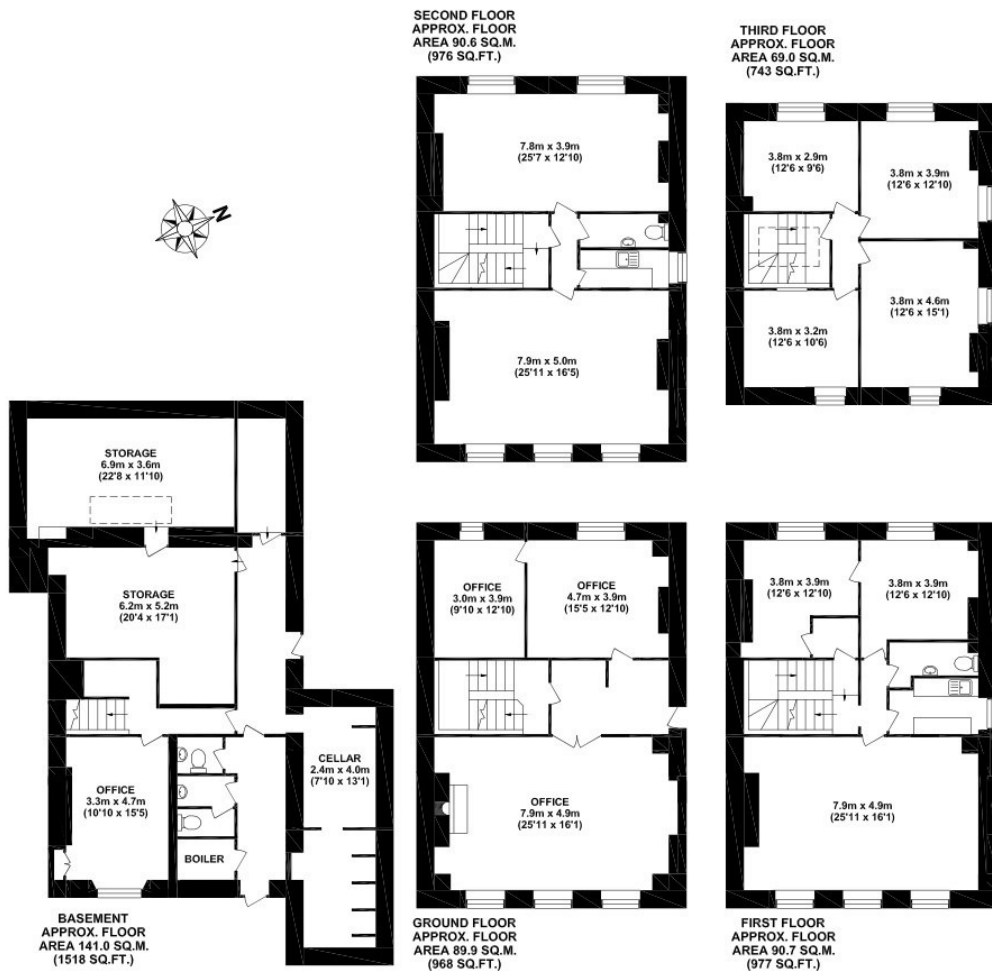 SECOND FLOOR
APPROX. FLOOR
AREA 90.6 SQ.M.
(976 SQ.FT.)
7.8m x 3.9m
(25'7 x 12'10)
7.9m x 5.0m
(25'11 x 16'5)
THIRD FLOOR
APPROX. FLOOR
AREA 69.0 SQ.M.
(743 SQ.FT.)
3.8m x 2.9m
(12'6 x 9'6)
3.8m x 3.9m
(12'6 x 12'10)
3.8m x 4.6m
(12'6 x 15'1)
3.8m x 3.2m
(12'6 x 10'6)
N
STORAGE
6.9m x 3.6m
(22'8 x 11'10)
STORAGE
6.2m x 5.2m
(20'4 x 17'1)
OFFICE
3.3m x 4.7m
(10'10 x 15'5)
BOILER
CELLAR
2.4m x 4.0m
(7'10 x 13'1)
BASEMENT
APPROX. FLOOR
AREA 141.0 SQ.M.
(1518 SQ.FT.)
OFFICE
3.0m x 3.9m
(9'10 x 12'10)
OFFICE
4.7m x 3.9m
(15'5 x 12'10)
OFFICE
7.9m x 4.9m
(25'11 x 16'1)
GROUND FLOOR
APPROX. FLOOR
AREA 89.9 SQ.M.
(968 SQ.FT.)
3.8m x 3.9m
(12'6 x 12'10)
3.8m x 3.9m
(12'6 x 12'10)
7.9m x 4.9m
(25'11 x 16'1)
FIRST FLOOR
APPROX. FLOOR
AREA 90.7 SQ.M.
(977 SQ.FT.)